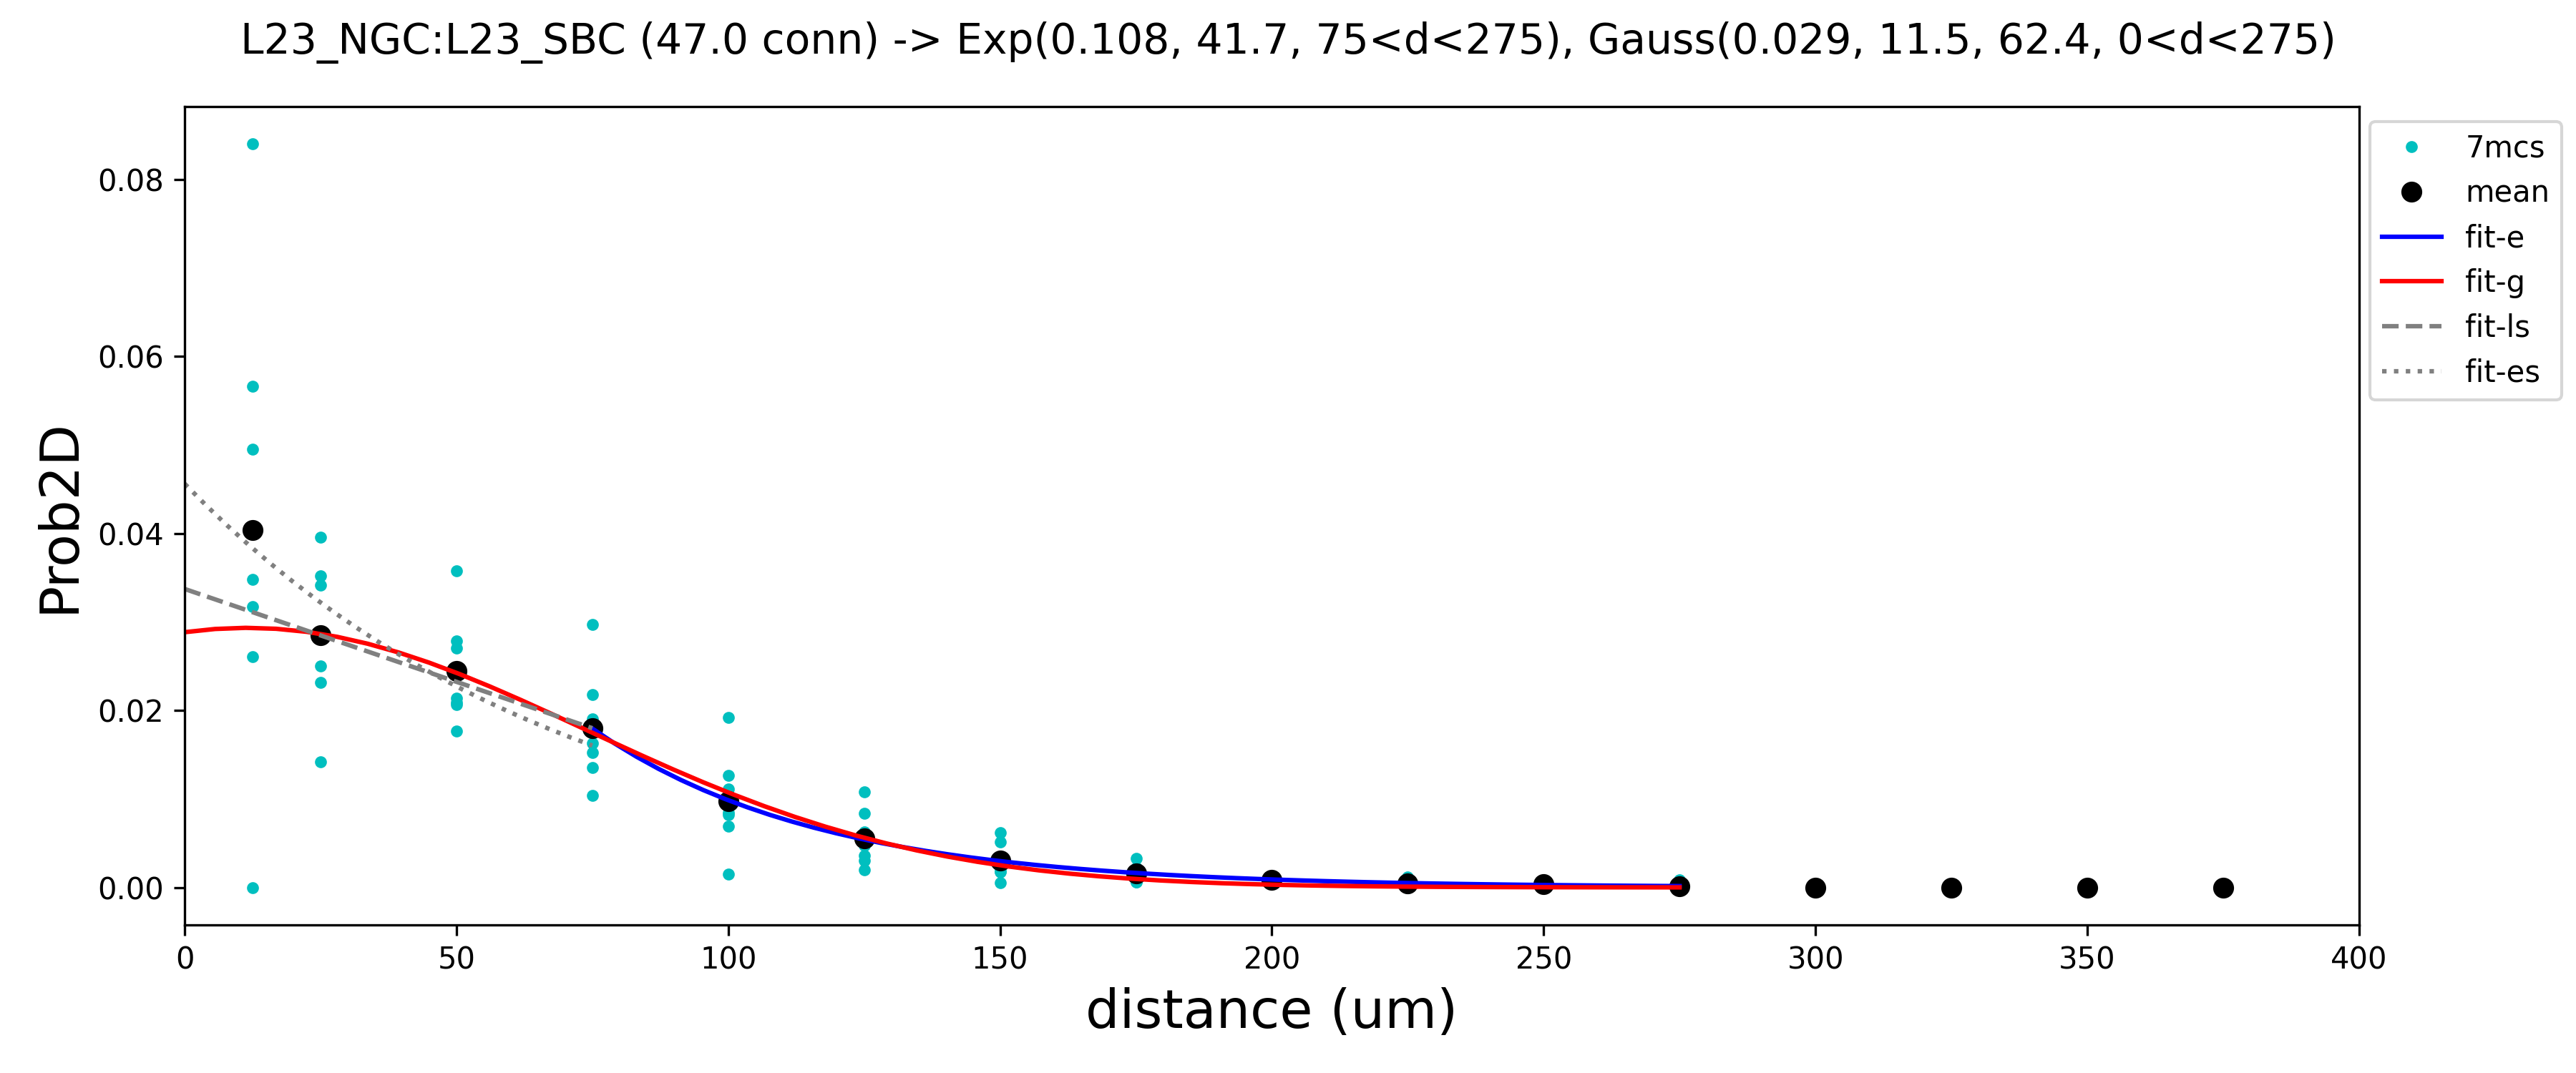 L23_NGC:L23_SBC (47.0 conn) -> Exp(0.108, 41.7, 75<d<275), Gauss(0.029, 11.5, 62.4, 0<d<275)
7mcs
mean
fit-e
fit-g
fit-ls
fit-es
Prob2D
0.08
0.06
0.04
0.02
0.00
0 50 100 150 200 250 300 350 400
distance (um)